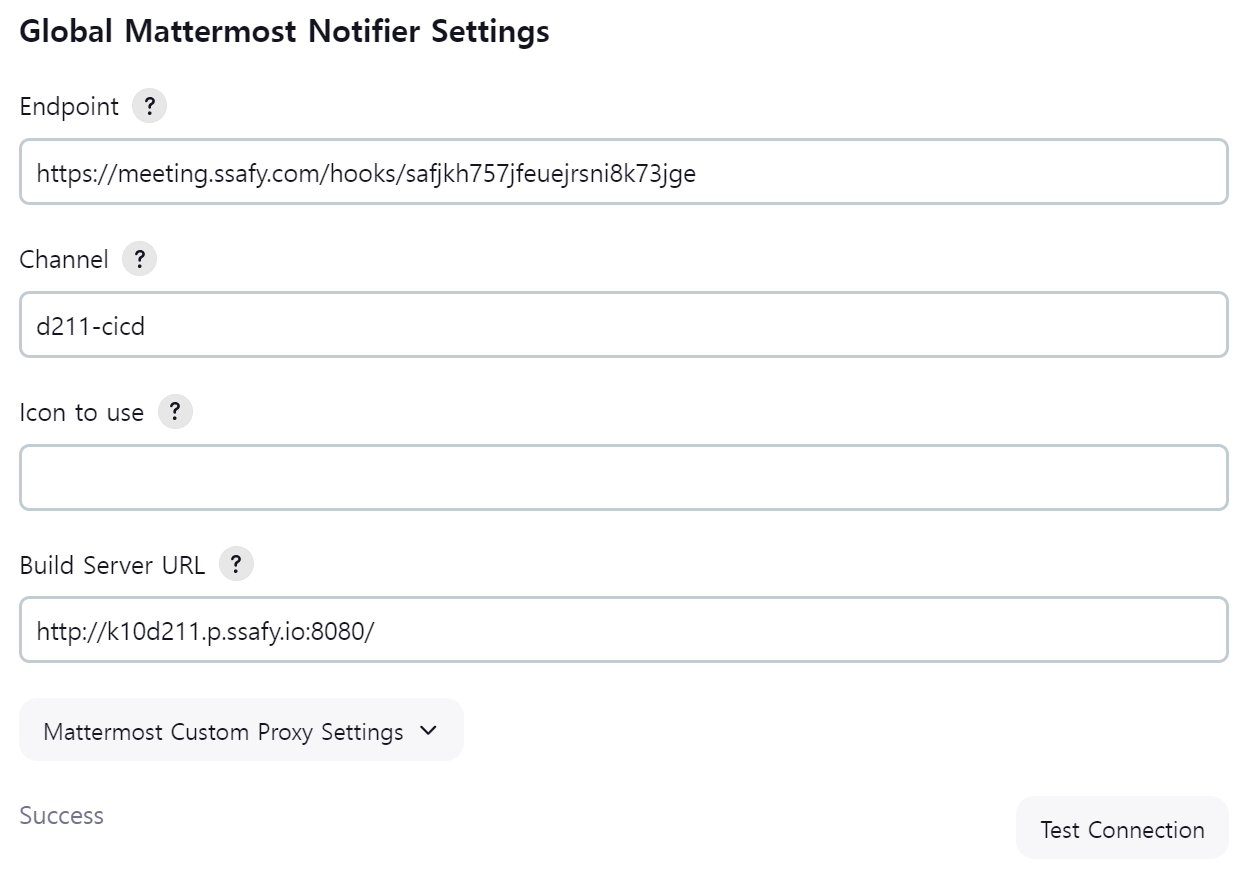 Global Mattermost Notifier Settings
Endpoint ?
https://meeting.ssafy.com/hooks/safjkh757jfeuejrsni8k73jge
Channel ?
d211-cicd
Icon to use ?
Build Server URL ?
http://k10d211.p.ssafy.io:8080/
Mattermost Custom Proxy Settings
Success
Test Connection